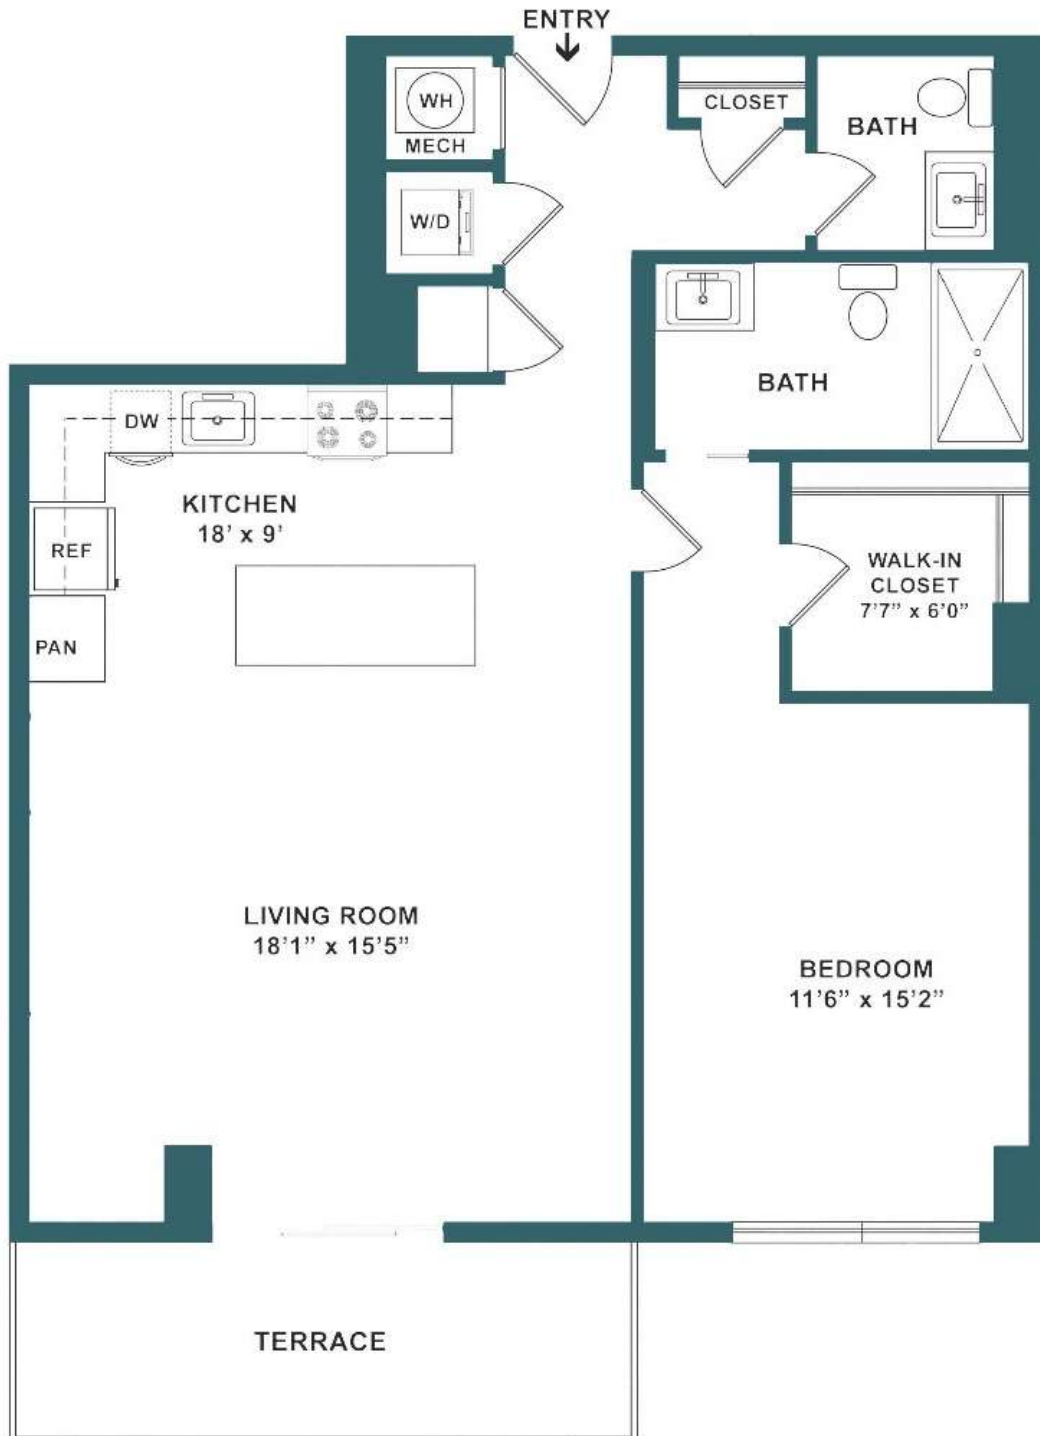 ENTRY
WH
MECH
CLOSET
BATH
W/D
BATH
DW
KITCHEN
18' x 9'
REF
WALK-IN
CLOSET
7'7" x 6'0"
PAN
LIVING ROOM
18'1" x 15'5"
BEDROOM
11'6" x 15'2"
TERRACE